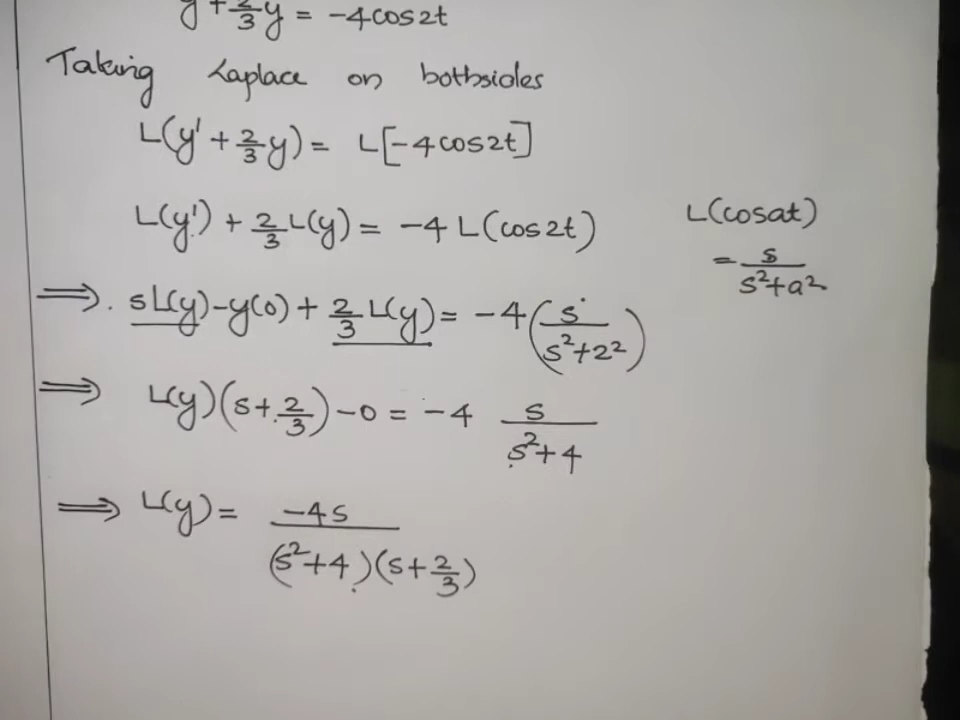 y' + 2/3 y = -4cos2t
Taking Laplace on bothsides
L(y' + 2/3 y) = L[-4cos2t]
L(y') + 2/3 L(y) = -4 L(cos2t)
L(cosat)
= s/(s²+a²)
⟹. sL(y) - y(0) + 2/3 L(y) = -4(s/(s²+2²))
⟹ L(y)(s + 2/3) - 0 = -4 s/(s²+4)
⟹ L(y) = -4s/((s²+4)(s+2/3))